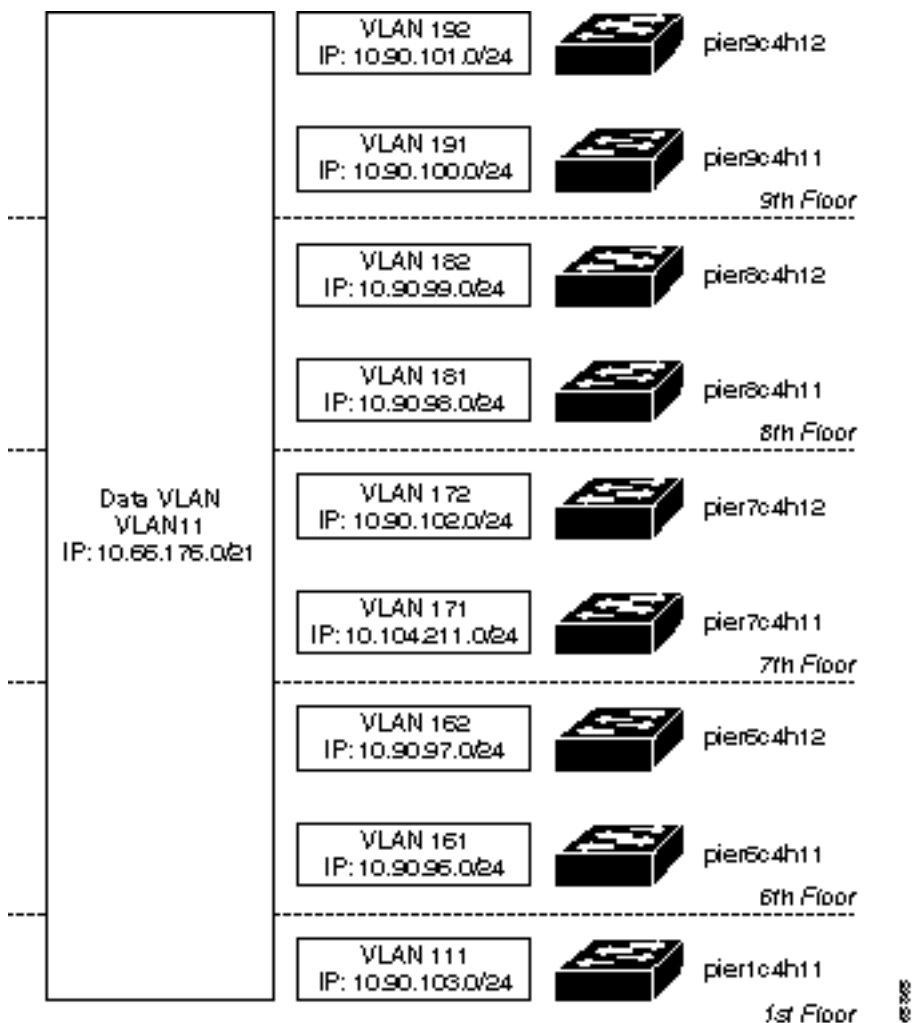 VLAN 192
IP: 10.90.101.0/24
pier9c4h12
VLAN 191
IP: 10.90.100.0/24
pier9c4h11
9th Floor
VLAN 182
IP: 10.90.99.0/24
pier8c4h12
VLAN 181
IP: 10.90.98.0/24
pier8c4h11
8th Floor
Data VLAN
VLAN11
IP: 10.66.176.0/21
VLAN 172
IP: 10.90.102.0/24
pier7c4h12
VLAN 171
IP: 10.104.211.0/24
pier7c4h11
7th Floor
VLAN 162
IP: 10.90.97.0/24
pier6c4h12
VLAN 161
IP: 10.90.96.0/24
pier6c4h11
6th Floor
VLAN 111
IP: 10.90.103.0/24
pier1c4h11
1st Floor